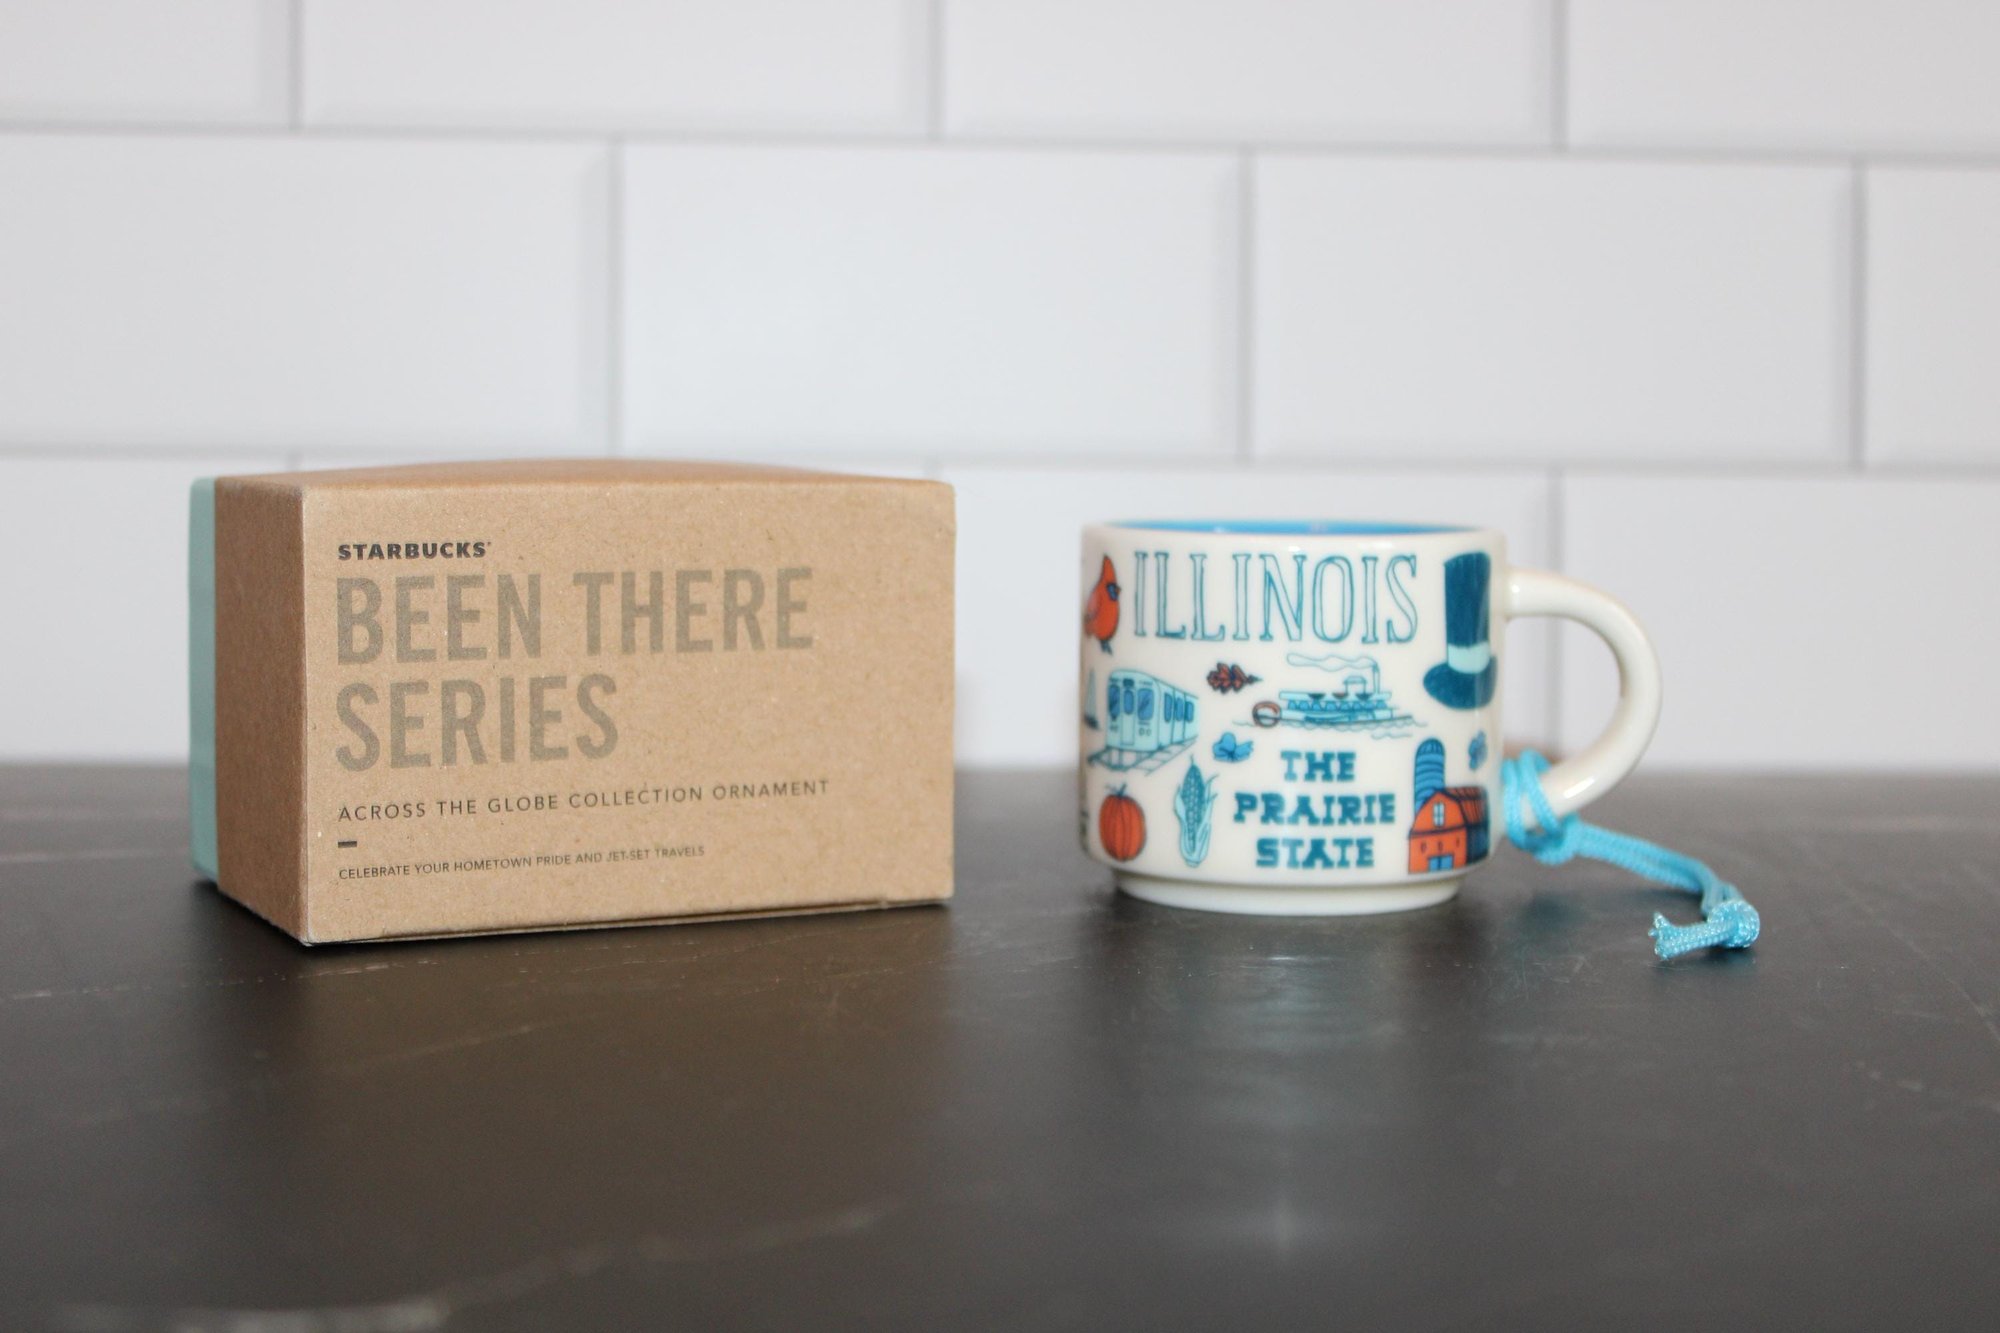 STARBUCKS
BEEN THERE
SERIES
ACROSS THE GLOBE COLLECTION ORNAMENT
CELEBRATE YOUR HOMETOWN PRIDE AND JET-SET TRAVELS
ILLINOIS
THE
PRAIRIE
STATE